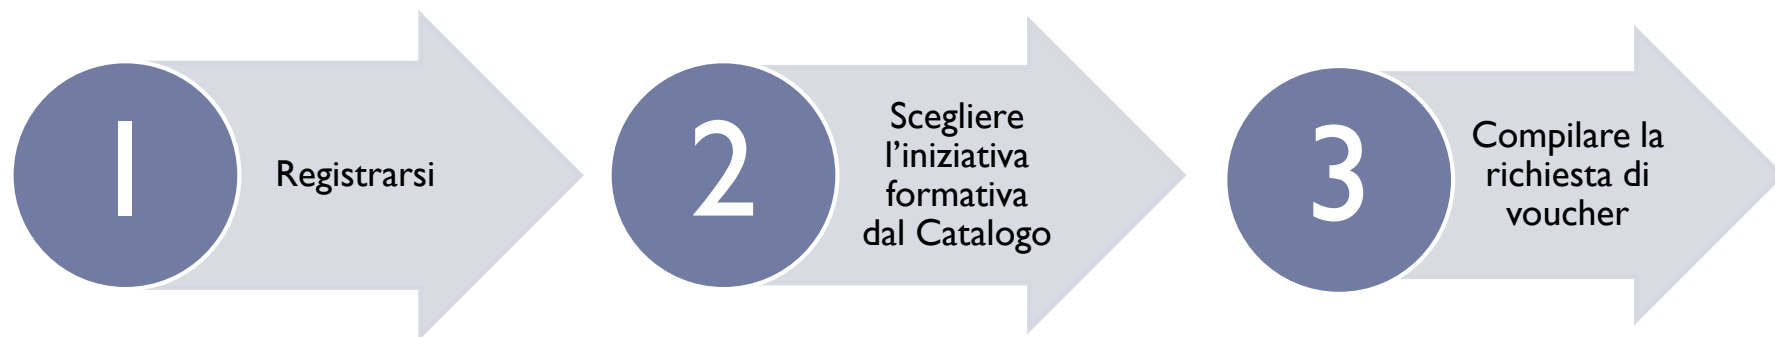 1
Registrarsi
2
Scegliere
l’iniziativa
formativa
dal Catalogo
3
Compilare la
richiesta di
voucher